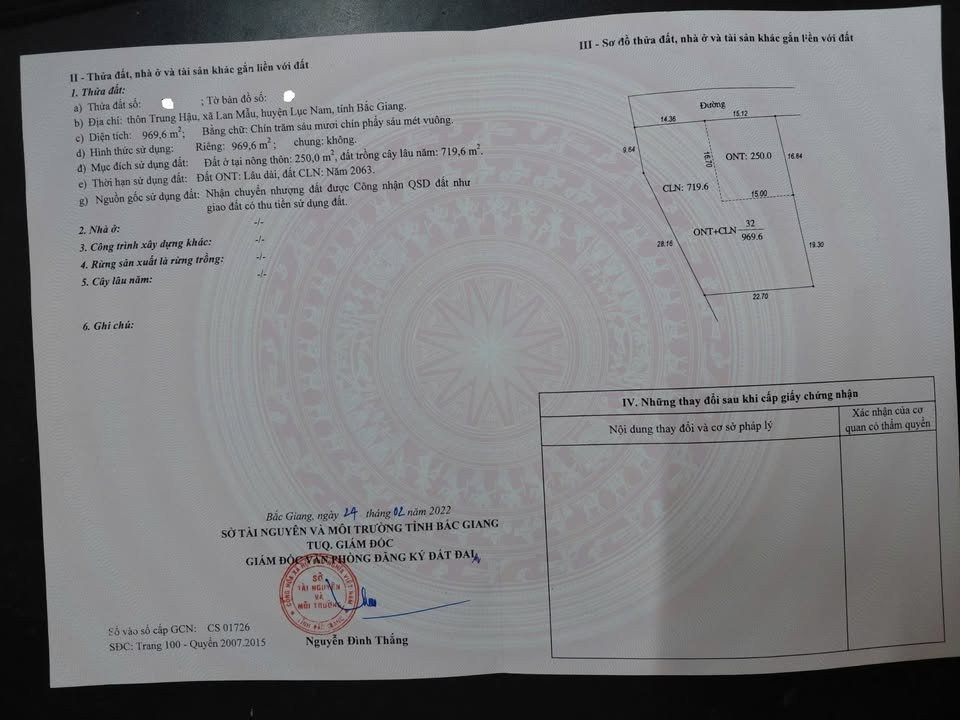 II - Thửa đất, nhà ở và tài sản khác gắn liền với đất
1. Thửa đất:
a) Thửa đất số: ; Tờ bản đồ số:
b) Địa chỉ: thôn Trung Hậu, xã Lan Mẫu, huyện Lục Nam, tỉnh Bắc Giang.
c) Diện tích: 969,6 m²; Bằng chữ: Chín trăm sáu mươi chín phẩy sáu mét vuông.
d) Hình thức sử dụng: Riêng: 969,6 m²; chung: không.
đ) Mục đích sử dụng đất: Đất ở tại nông thôn: 250,0 m², đất trồng cây lâu năm: 719,6 m².
e) Thời hạn sử dụng đất: Đất ONT: Lâu dài, đất CLN: Năm 2063.
g) Nguồn gốc sử dụng đất: Nhận chuyển nhượng đất được Công nhận QSD đất như
giao đất có thu tiền sử dụng đất.
2. Nhà ở: -/-
3. Công trình xây dựng khác: -/-
4. Rừng sản xuất là rừng trồng: -/-
5. Cây lâu năm: -/-
6. Ghi chú:
Bắc Giang, ngày 24 tháng 02 năm 2022
SỞ TÀI NGUYÊN VÀ MÔI TRƯỜNG TỈNH BẮC GIANG
TUQ. GIÁM ĐỐC
GIÁM ĐỐC VĂN PHÒNG ĐĂNG KÝ ĐẤT ĐAI
SỞ
TÀI NGUYÊN
VÀ
MÔI TRƯỜNG
Nguyễn Đình Thắng
Số vào sổ cấp GCN: CS 01726
SĐC: Trang 100 - Quyển 2007.2015
III - Sơ đồ thửa đất, nhà ở và tài sản khác gắn liền với đất
Đường
14.36
15.12
9.64
16.70
ONT: 250.0
16.84
CLN: 719.6
15.00
ONT+CLN
32
969.6
28.16
19.30
22.70
IV. Những thay đổi sau khi cấp giấy chứng nhận
Nội dung thay đổi và cơ sở pháp lý
Xác nhận của cơ
quan có thẩm quyền